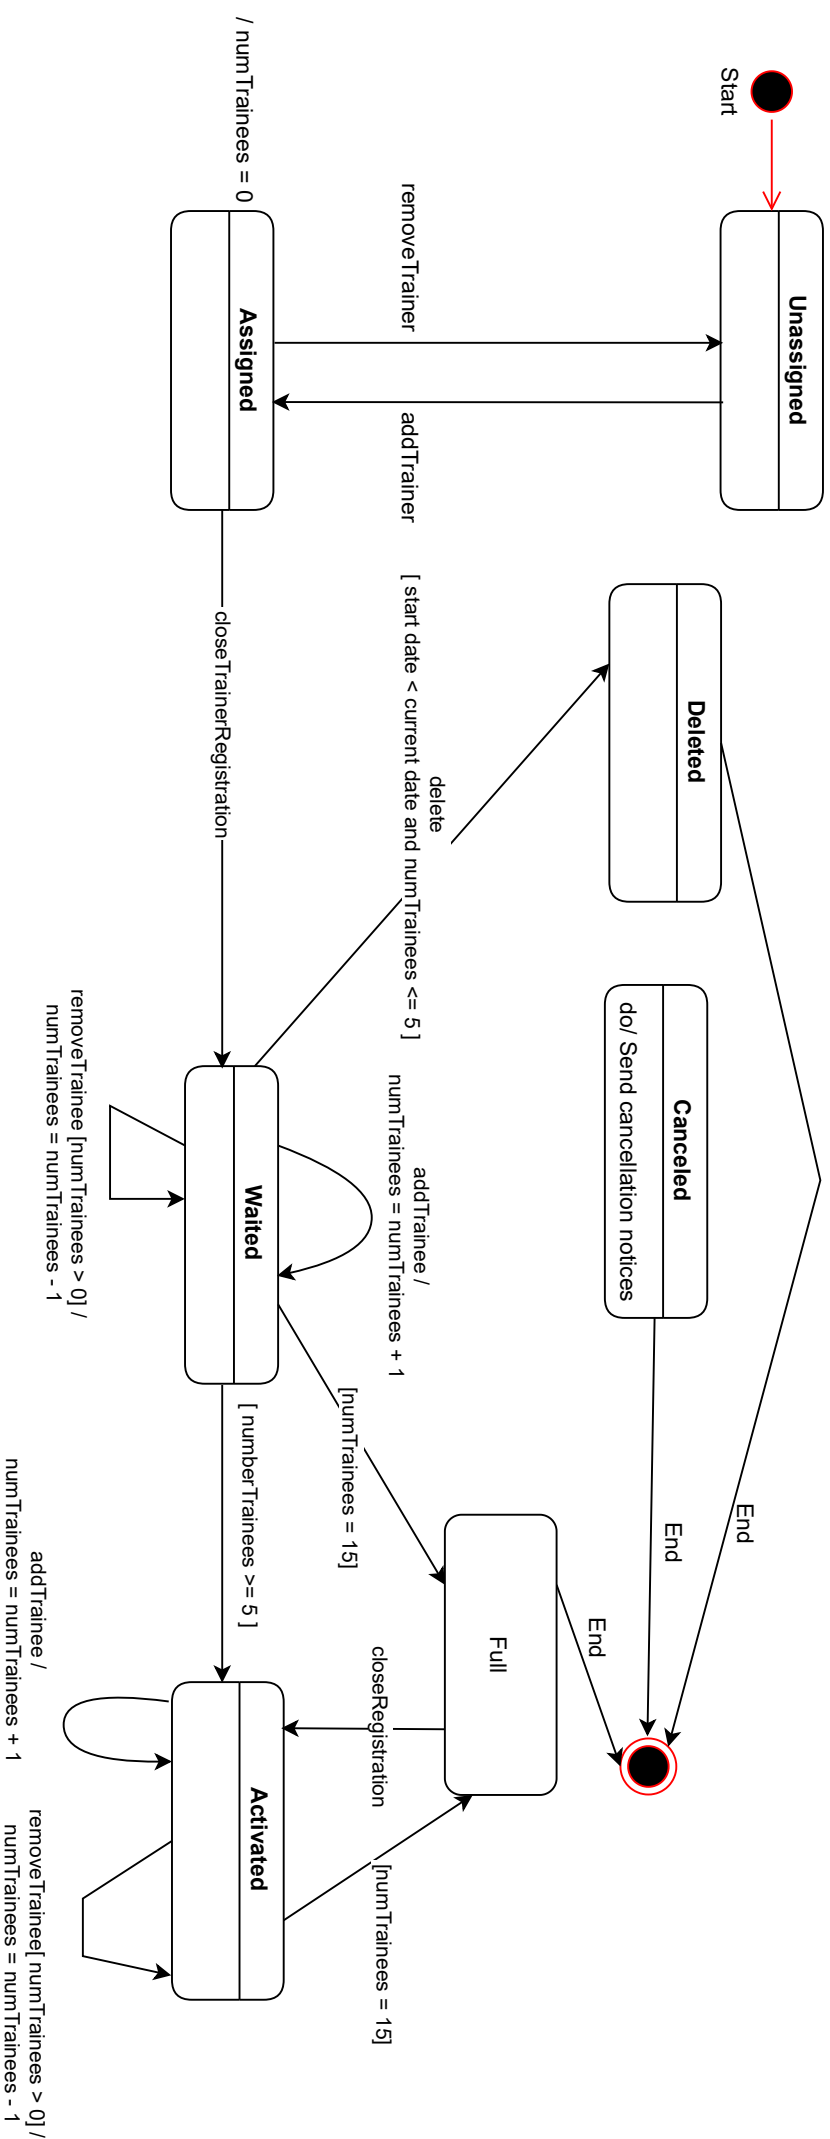 Start
Unassigned
removeTrainer
addTrainer
/ numTrainees = 0
Assigned
closeTrainerRegistration
delete
[ start date < current date and numTrainees <= 5 ]
Deleted
Canceled
do/ Send cancellation notices
End
End
End
addTrainee /
numTrainees = numTrainees + 1
Waited
removeTrainee [numTrainees > 0] /
numTrainees = numTrainees - 1
[numTrainees = 15]
[ numberTrainees >= 5 ]
Full
closeRegistration
[numTrainees = 15]
Activated
addTrainee /
numTrainees = numTrainees + 1
removeTrainee[ numTrainees > 0] /
numTrainees = numTrainees - 1